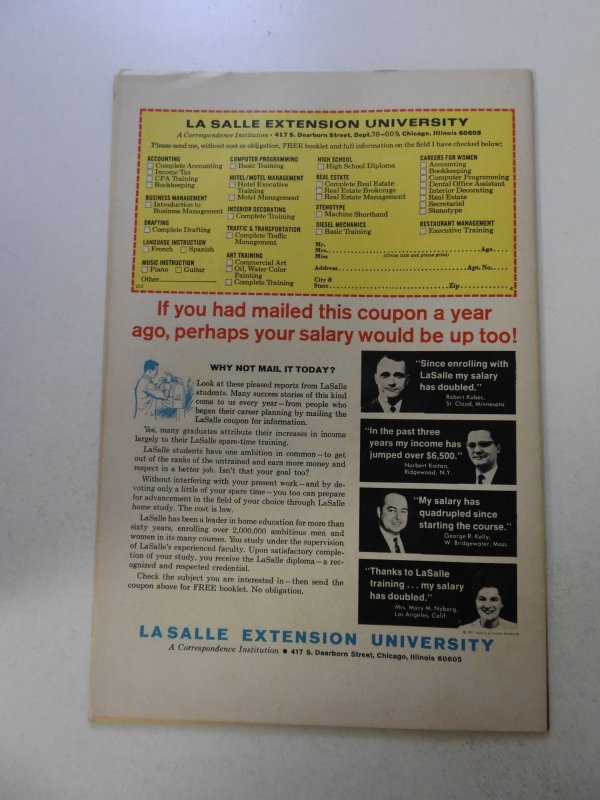 LA SALLE EXTENSION UNIVERSITY
A Correspondence Institution • 417 S. Dearborn Street, Dept. 78-009, Chicago, Illinois 60605
Please send me, without cost or obligation, FREE booklet and full information on the field I have checked below:
ACCOUNTING
Complete Accounting
Income Tax
CPA Training
Bookkeeping
BUSINESS MANAGEMENT
Introduction to
Business Management
DRAFTING
Complete Drafting
LANGUAGE INSTRUCTION
French Spanish
MUSIC INSTRUCTION
Piano Guitar
Other
COMPUTER PROGRAMMING
Basic Training
HOTEL/MOTEL MANAGEMENT
Hotel Executive
Training
Motel Management
INTERIOR DECORATING
Complete Training
TRAFFIC & TRANSPORTATION
Complete Traffic
Management
ART TRAINING
Commercial Art
Oil, Water Color
Painting
Complete Training
HIGH SCHOOL
High School Diploma
REAL ESTATE
Complete Real Estate
Real Estate Brokerage
Real Estate Management
STENOTYPE
Machine Shorthand
DIESEL MECHANICS
Basic Training
CAREERS FOR WOMEN
Accounting
Bookkeeping
Computer Programming
Dental Office Assistant
Interior Decorating
Real Estate
Secretarial
Stenotype
RESTAURANT MANAGEMENT
Executive Training
Mr.
Mrs. Age
Miss (Circle title and please print)
Address Apt. No.
City &
State Zip
If you had mailed this coupon a year
ago, perhaps your salary would be up too!
WHY NOT MAIL IT TODAY?
Look at these pleased reports from LaSalle
students. Many success stories of this kind
come to us every year—from people who
began their career planning by mailing the
LaSalle coupon for information.
Yes, many graduates attribute their increases in income
largely to their LaSalle spare-time training.
LaSalle students have one ambition in common—to get
out of the ranks of the untrained and earn more money and
respect in a better job. Isn't that your goal too?
Without interfering with your present work—and by de-
voting only a little of your spare time—you too can prepare
for advancement in the field of your choice through LaSalle
home study. The cost is low.
LaSalle has been a leader in home education for more than
sixty years, enrolling over 2,000,000 ambitious men and
women in its many courses. You study under the supervision
of LaSalle's experienced faculty. Upon satisfactory comple-
tion of your study, you receive the LaSalle diploma—a rec-
ognized and respected credential.
Check the subject you are interested in—then send the
coupon above for FREE booklet. No obligation.
"Since enrolling with
LaSalle my salary
has doubled."
Robert Kubec,
St. Cloud, Minnesota
"In the past three
years my income has
jumped over $6,500."
Norbert Kaiton,
Ridgewood, N.Y.
"My salary has
quadrupled since
starting the course."
George R. Kelly,
W. Bridgewater, Mass.
"Thanks to LaSalle
training . . . my salary
has doubled."
Mrs. Mary M. Nyberg,
Los Angeles, Calif.
LA SALLE EXTENSION UNIVERSITY
A Correspondence Institution • 417 S. Dearborn Street, Chicago, Illinois 60605